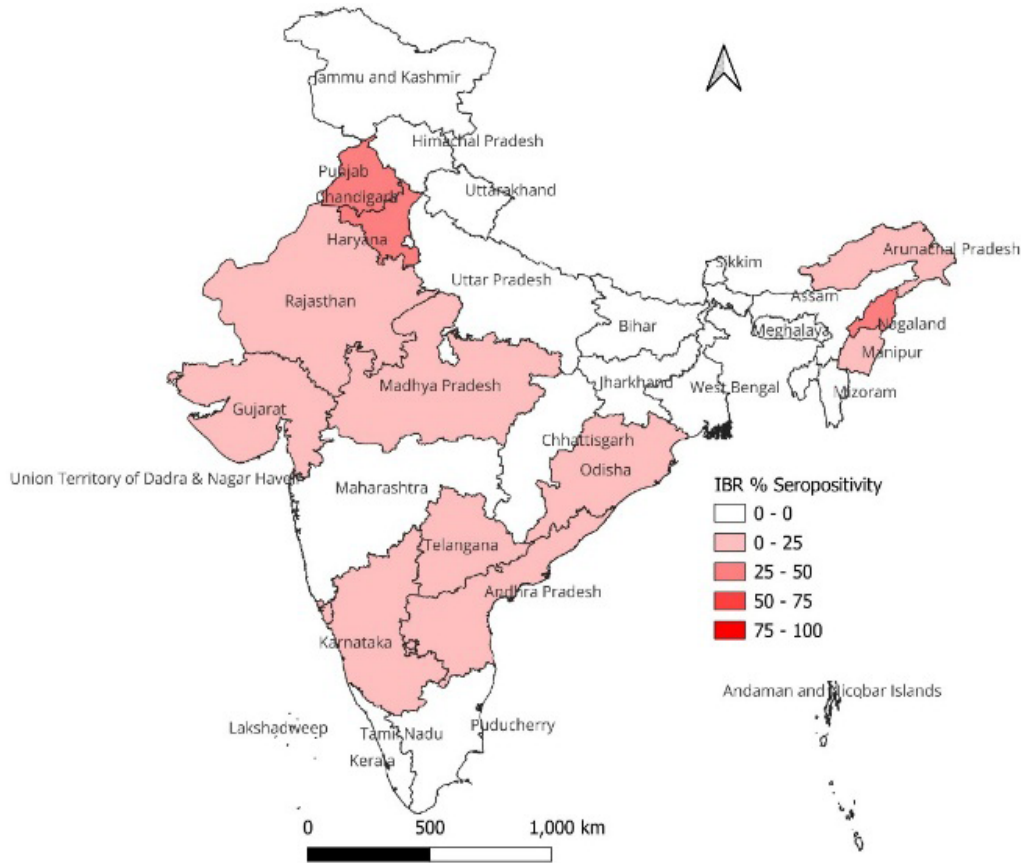 Jammu and Kashmir
Himachal Pradesh
Punjab
Uttarakhand
Chandigarh
Haryana
Arunachal Pradesh
Sikkim
Uttar Pradesh
Assam
Rajasthan
Nagaland
Bihar
Meghalaya
Manipur
Madhya Pradesh
Jharkhand
West Bengal
Mizoram
Gujarat
Chhattisgarh
Odisha
Union Territory of Dadra & Nagar Haveli
Maharashtra
IBR % Seropositivity
0 - 0
0 - 25
25 - 50
50 - 75
75 - 100
Telangana
Andhra Pradesh
Karnataka
Andaman and Nicobar Islands
Lakshadweep
Tamil Nadu
Puducherry
Kerala
0 500 1,000 km